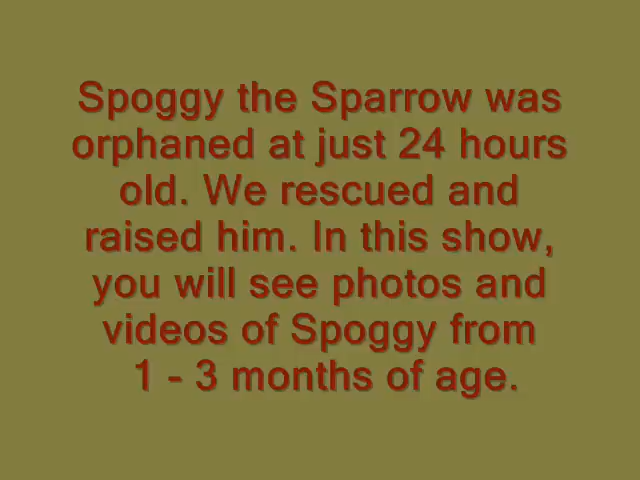 Spoggy the Sparrow was
orphaned at just 24 hours
old. We rescued and
raised him. In this show,
you will see photos and
videos of Spoggy from
1 - 3 months of age.